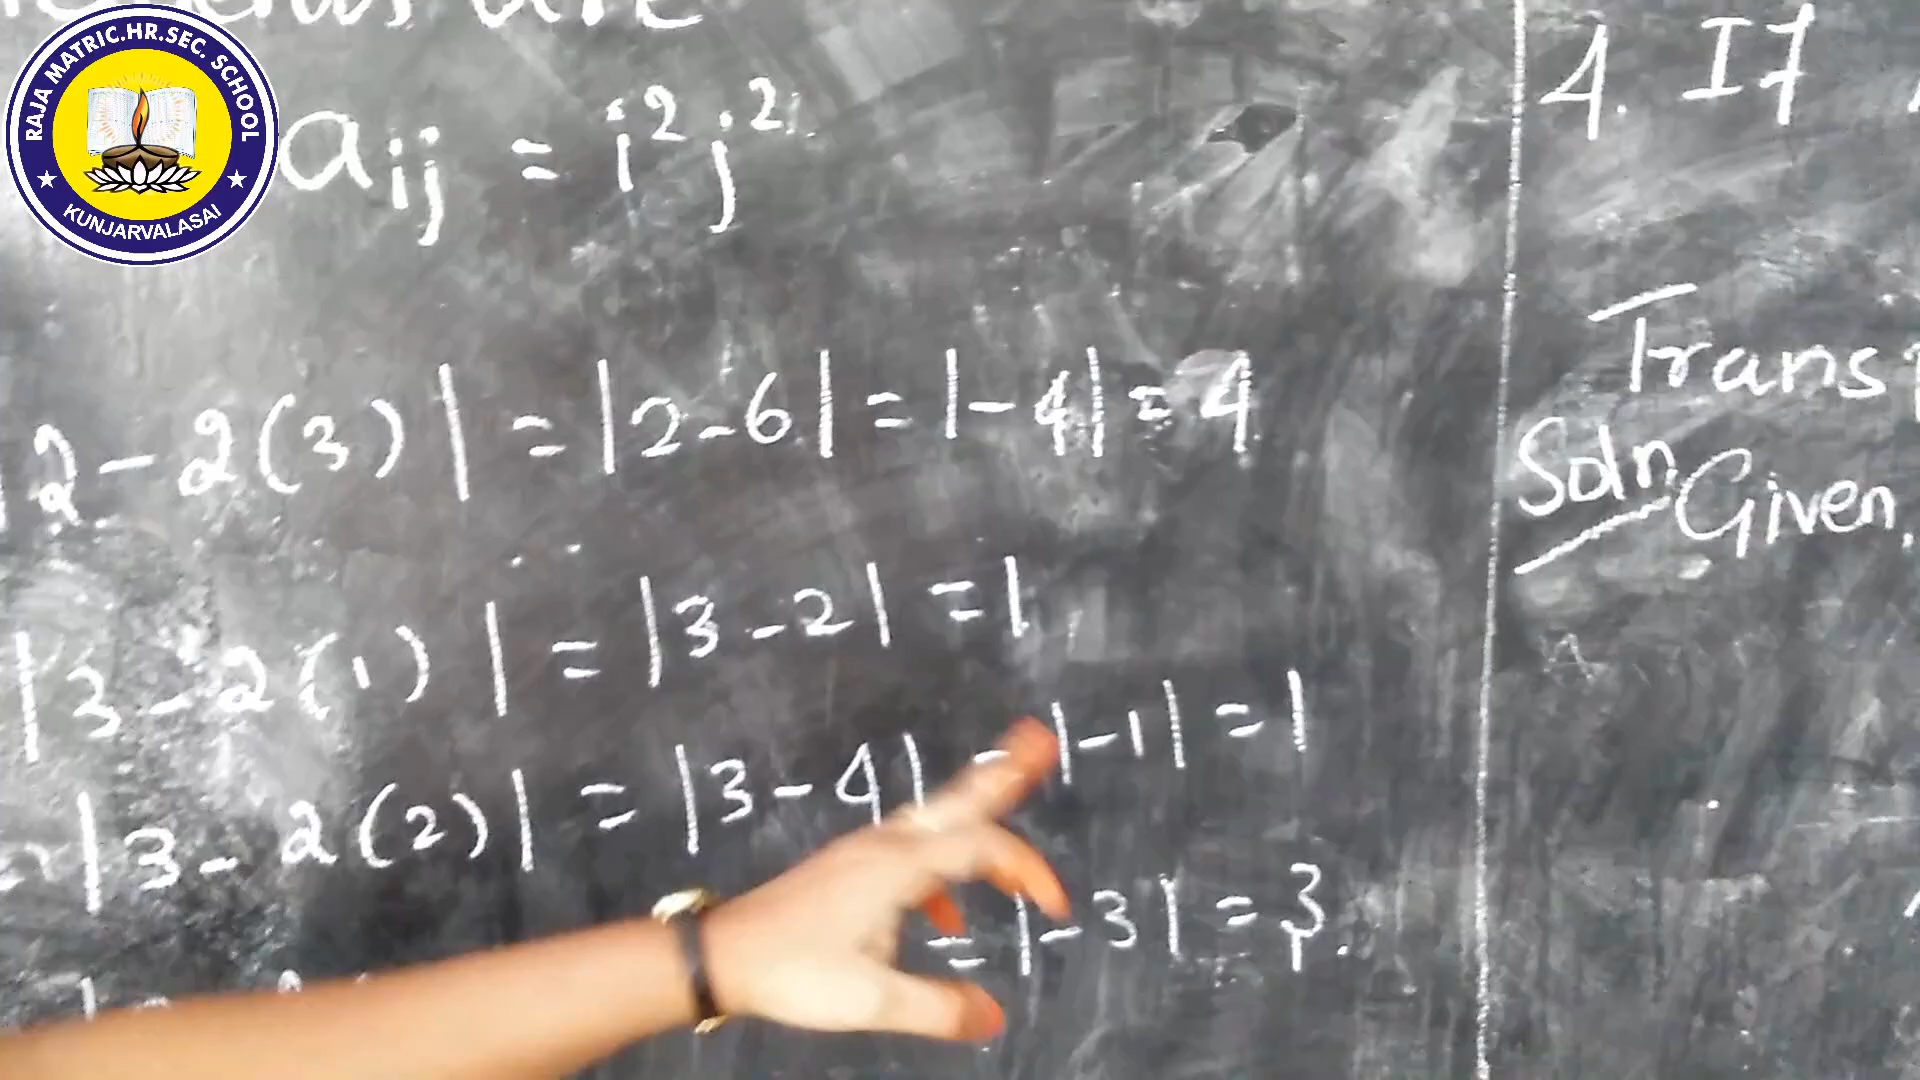 RAJA MATRIC.HR.SEC. SCHOOL
KUNJARVALASAI
are
aij = i²j²
|2-2(3)| = |2-6| = |-4| = 4
|3-2(1)| = |3-2| = 1
= |3-2(2)| = |3-4| = |-1| = 1
= |-3| = 3.
4. If
Trans
Soln Given,